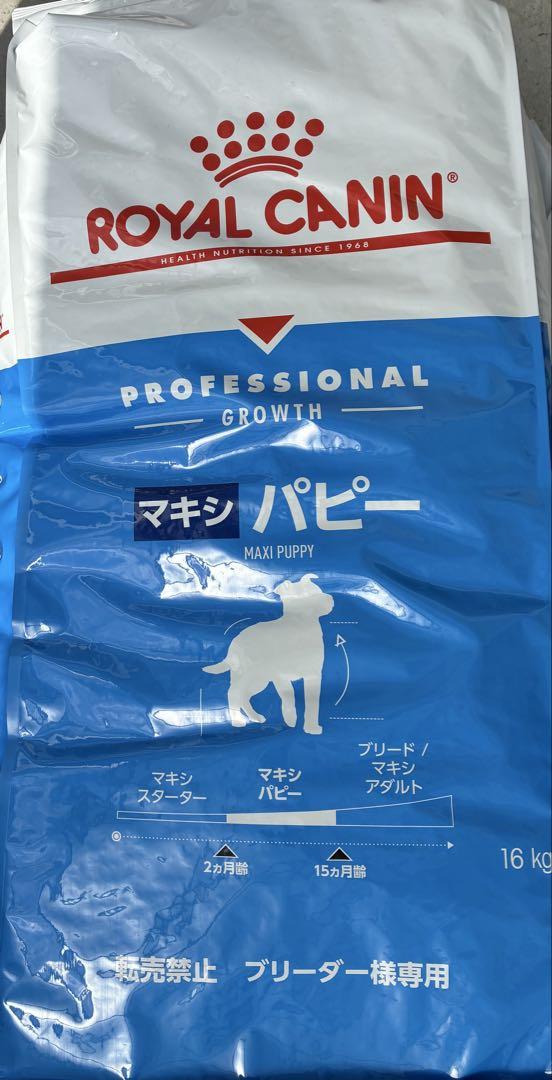 ROYAL CANIN®
HEALTH NUTRITION SINCE 1968
PROFESSIONAL
GROWTH
マキシ パピー
MAXI PUPPY
マキシ
スターター
マキシ
パピー
ブリード /
マキシ
アダルト
2ヵ月齢
15ヵ月齢
16 kg
転売禁止 ブリーダー様専用